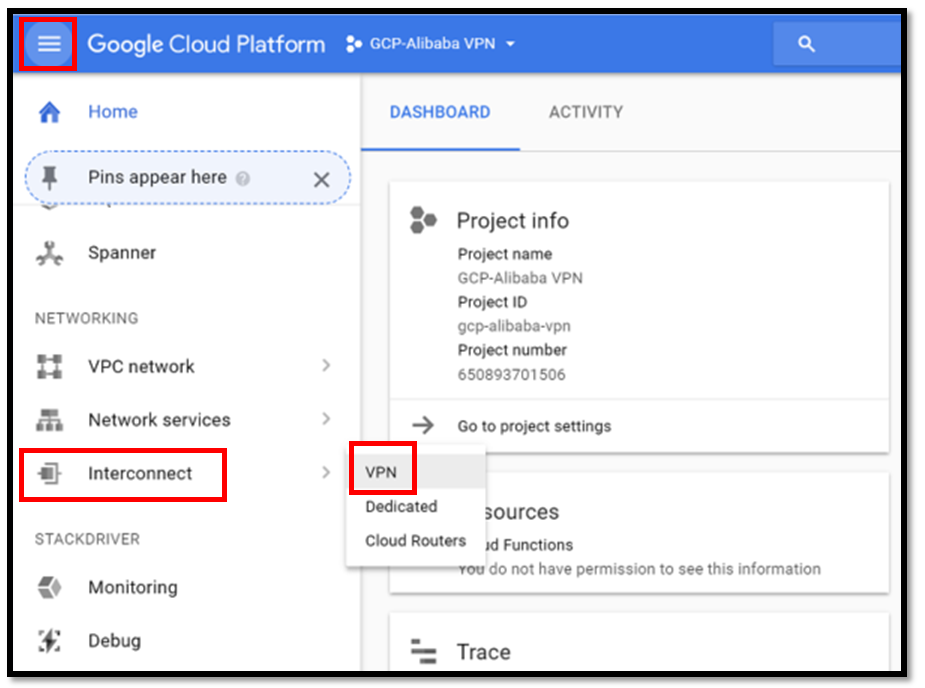 Google Cloud Platform
GCP-Alibaba VPN
Home
Pins appear here
Spanner
NETWORKING
VPC network
Network services
Interconnect
STACKDRIVER
Monitoring
Debug
VPN
Dedicated
Cloud Routers
DASHBOARD
ACTIVITY
Project info
Project name
GCP-Alibaba VPN
Project ID
gcp-alibaba-vpn
Project number
650893701506
Go to project settings
sources
ud Functions
You do not have permission to see this information
Trace